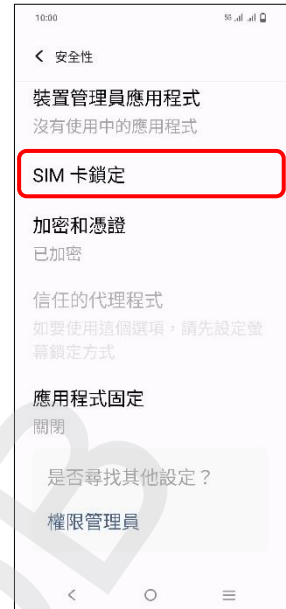 10:00
5G
安全性
裝置管理員應用程式
沒有使用中的應用程式
SIM 卡鎖定
加密和憑證
已加密
信任的代理程式
如要使用這個選項，請先設定螢
幕鎖定方式
應用程式固定
關閉
是否尋找其他設定？
權限管理員